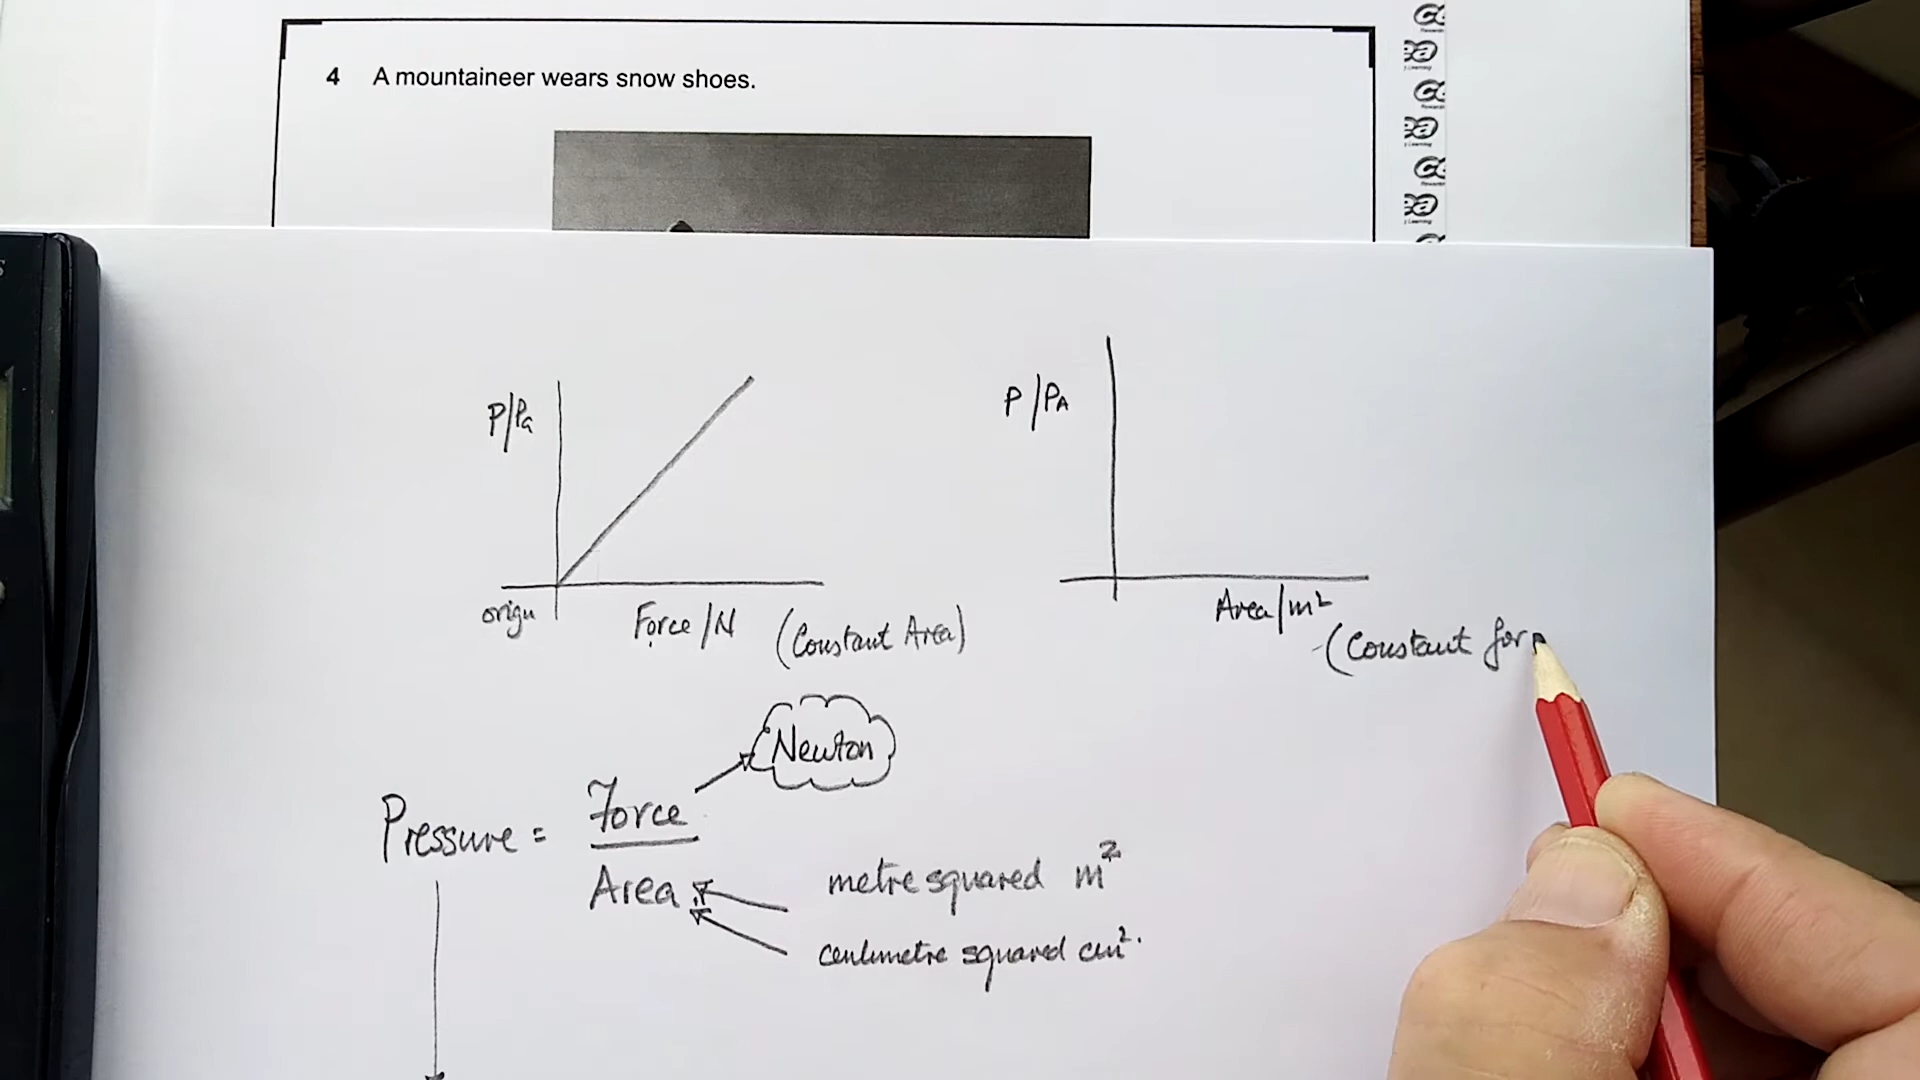 4 A mountaineer wears snow shoes.
P/Pa
P/PA
origin
Force/N (Constant Area)
Area/m²
(Constant for
Newton
Pressure = Force
Area
metre squared m²
centimetre squared cm².